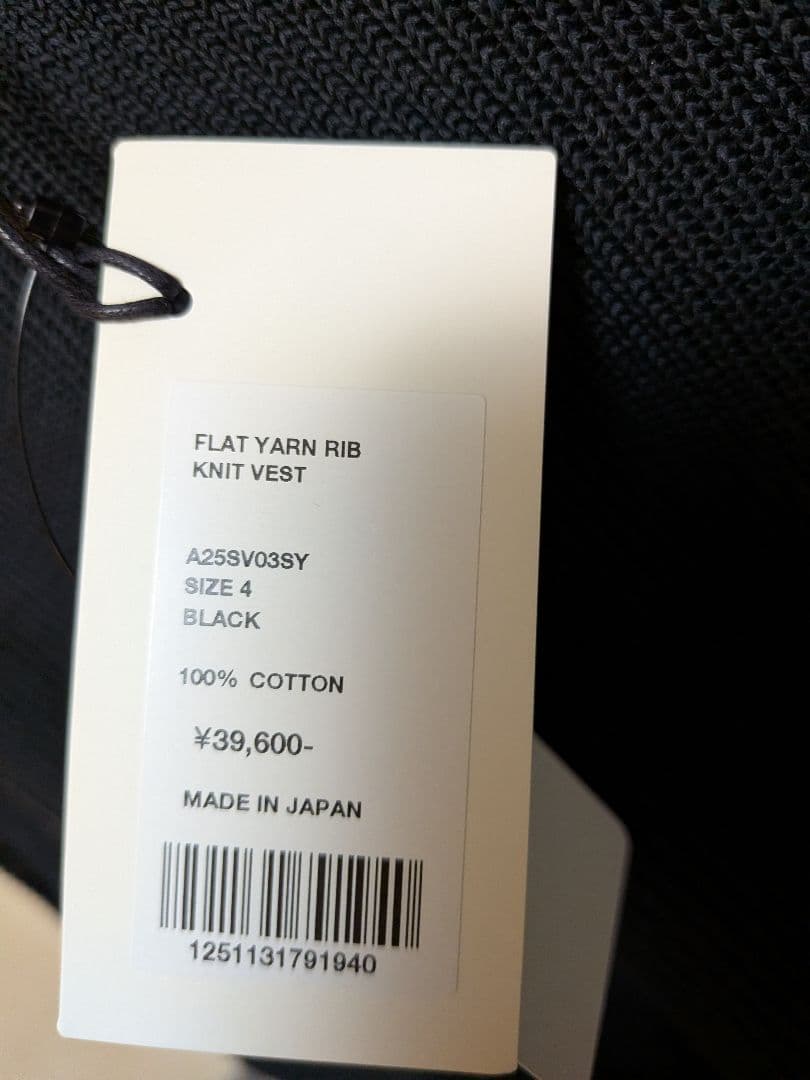 FLAT YARN RIB
KNIT VEST
A25SV03SY
SIZE 4
BLACK
100% COTTON
¥39,600-
MADE IN JAPAN
1251131791940